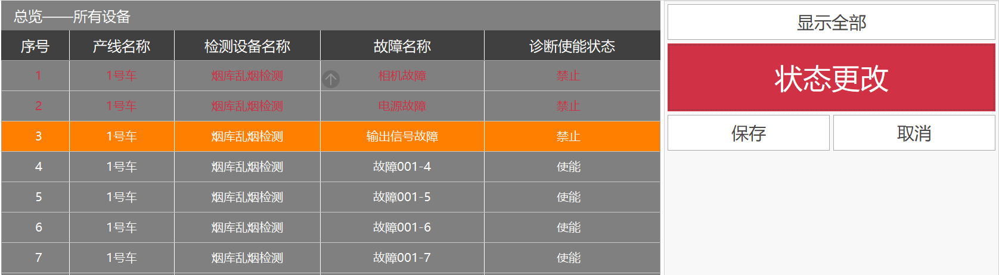 总览——所有设备
序号 产线名称 检测设备名称 故障名称 诊断使能状态
1 1号车 烟库乱烟检测 相机故障 禁止
2 1号车 烟库乱烟检测 电源故障 禁止
3 1号车 烟库乱烟检测 输出信号故障 禁止
4 1号车 烟库乱烟检测 故障001-4 使能
5 1号车 烟库乱烟检测 故障001-5 使能
6 1号车 烟库乱烟检测 故障001-6 使能
7 1号车 烟库乱烟检测 故障001-7 使能
显示全部
状态更改
保存 取消